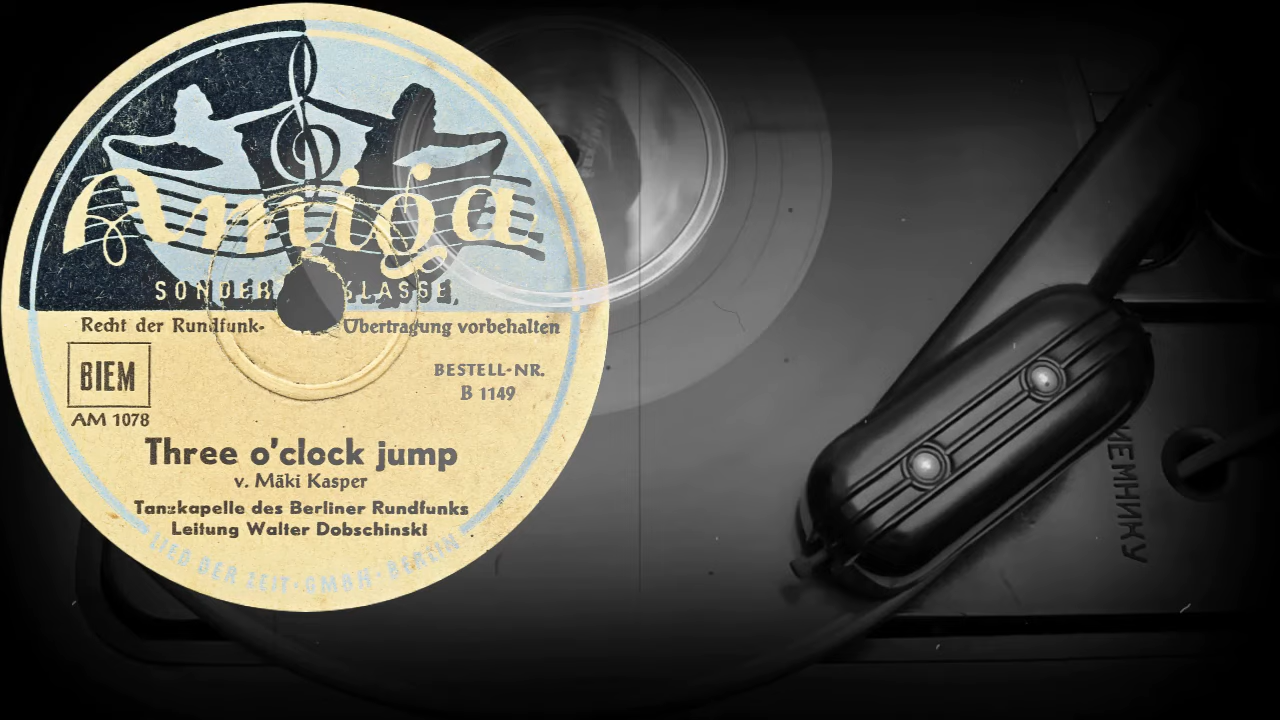 Amiga
SONDER KLASSE
Recht der Rundfunk- Übertragung vorbehalten
BIEM
BESTELL-NR.
B 1149
AM 1078
Three o'clock jump
v. Mäki Kasper
Tanzkapelle des Berliner Rundfunks
Leitung Walter Dobschinski
LIED DER ZEIT · GMBH · BERLIN